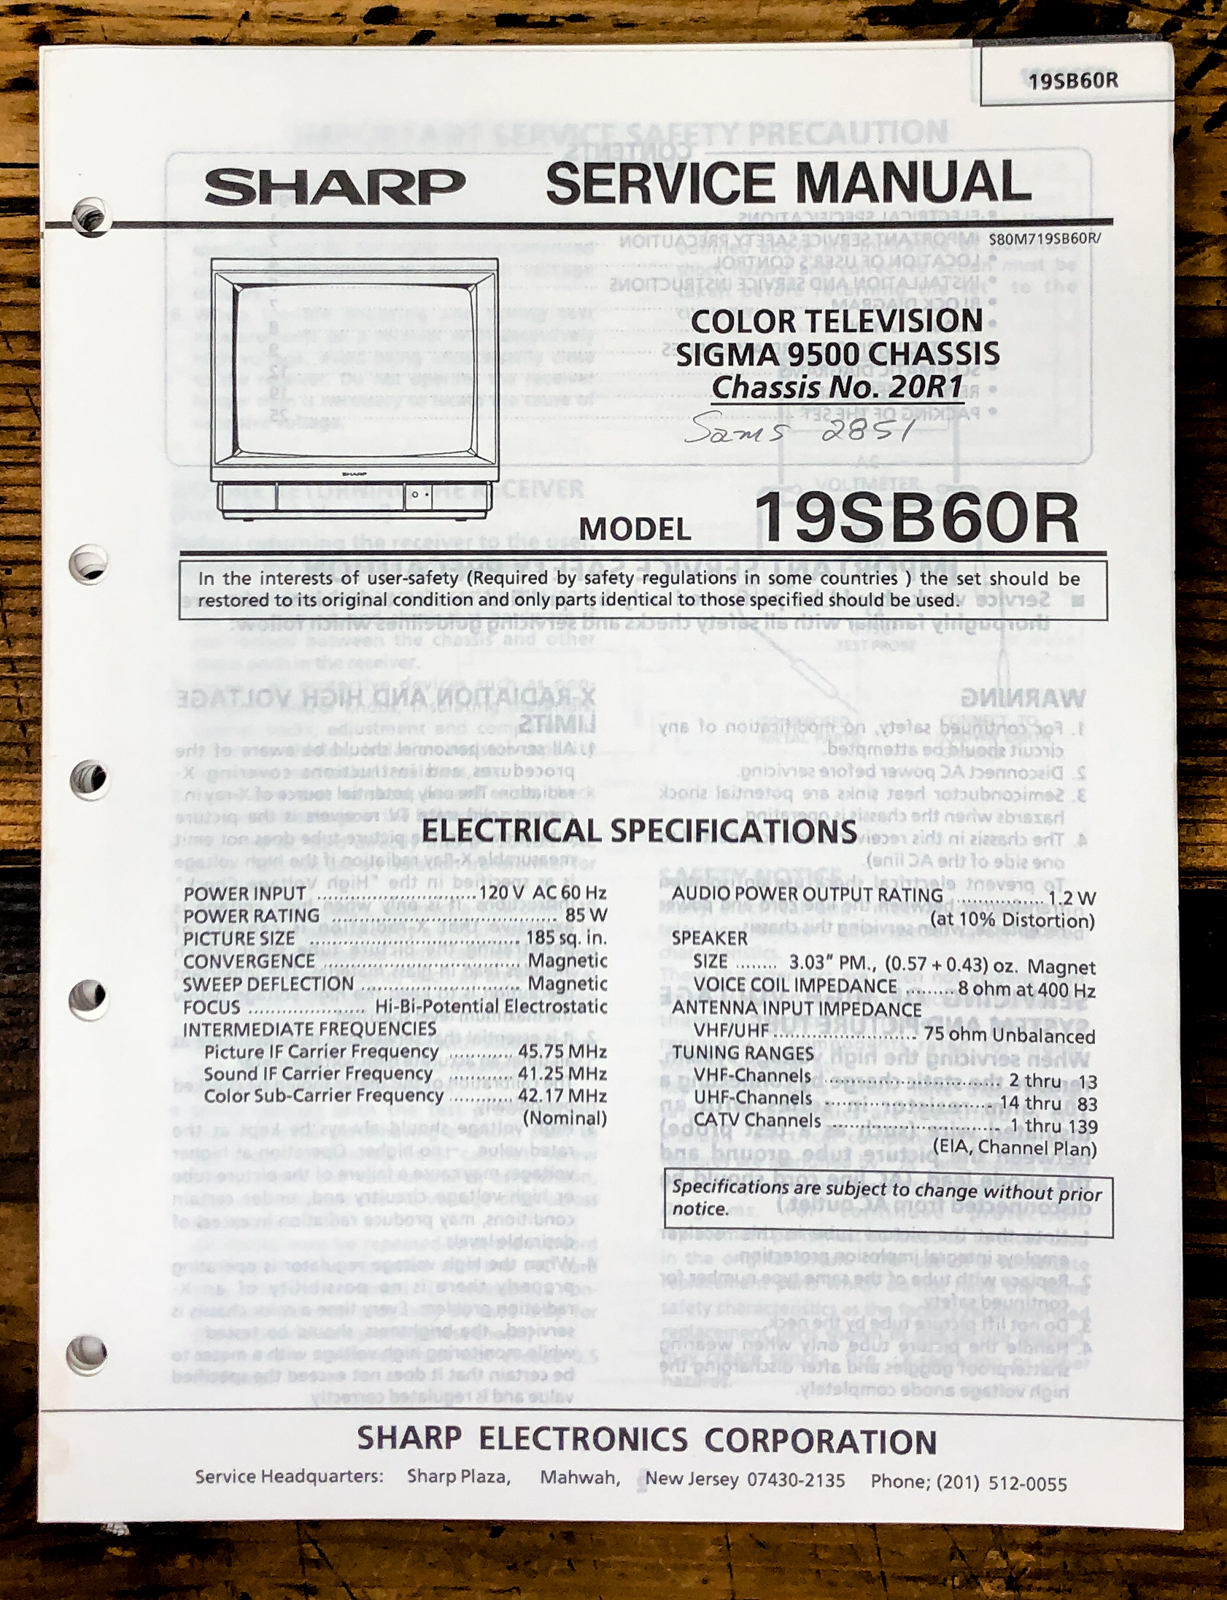 19SB60R
SHARP SERVICE MANUAL
S80M719SB60R/
COLOR TELEVISION
SIGMA 9500 CHASSIS
Chassis No. 20R1
Sams 2851
SHARP
MODEL 19SB60R
In the interests of user-safety (Required by safety regulations in some countries ) the set should be
restored to its original condition and only parts identical to those specified should be used.
ELECTRICAL SPECIFICATIONS
POWER INPUT ............................ 120 V AC 60 Hz
POWER RATING .......................................... 85 W
PICTURE SIZE ..................................... 185 sq. in.
CONVERGENCE ..................................... Magnetic
SWEEP DEFLECTION ............................ Magnetic
FOCUS ..................... Hi-Bi-Potential Electrostatic
INTERMEDIATE FREQUENCIES
Picture IF Carrier Frequency ............ 45.75 MHz
Sound IF Carrier Frequency ............ 41.25 MHz
Color Sub-Carrier Frequency ............ 42.17 MHz
(Nominal)
AUDIO POWER OUTPUT RATING ................ 1.2 W
(at 10% Distortion)
SPEAKER
SIZE ........ 3.03" PM., (0.57 + 0.43) oz. Magnet
VOICE COIL IMPEDANCE ......... 8 ohm at 400 Hz
ANTENNA INPUT IMPEDANCE
VHF/UHF .......................... 75 ohm Unbalanced
TUNING RANGES
VHF-Channels ................................ 2 thru 13
UHF-Channels .............................. 14 thru 83
CATV Channels .............................. 1 thru 139
(EIA, Channel Plan)
Specifications are subject to change without prior
notice.
SHARP ELECTRONICS CORPORATION
Service Headquarters: Sharp Plaza, Mahwah, New Jersey 07430-2135 Phone; (201) 512-0055